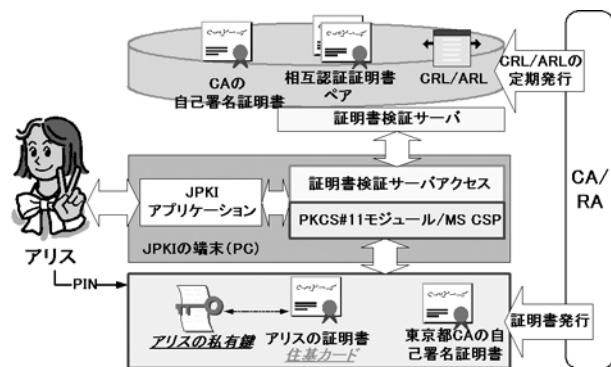 CAの
自己署名証明書
相互認証証明書
ペア
CRL/ARL
CRL/ARLの
定期発行
証明書検証サーバ
CA/
RA
JPKI
アプリケーション
証明書検証サーバアクセス
PKCS#11モジュール/MS CSP
JPKIの端末(PC)
アリス
PIN
アリスの私有鍵
アリスの証明書
住基カード
東京都CAの自
己署名証明書
証明書発行